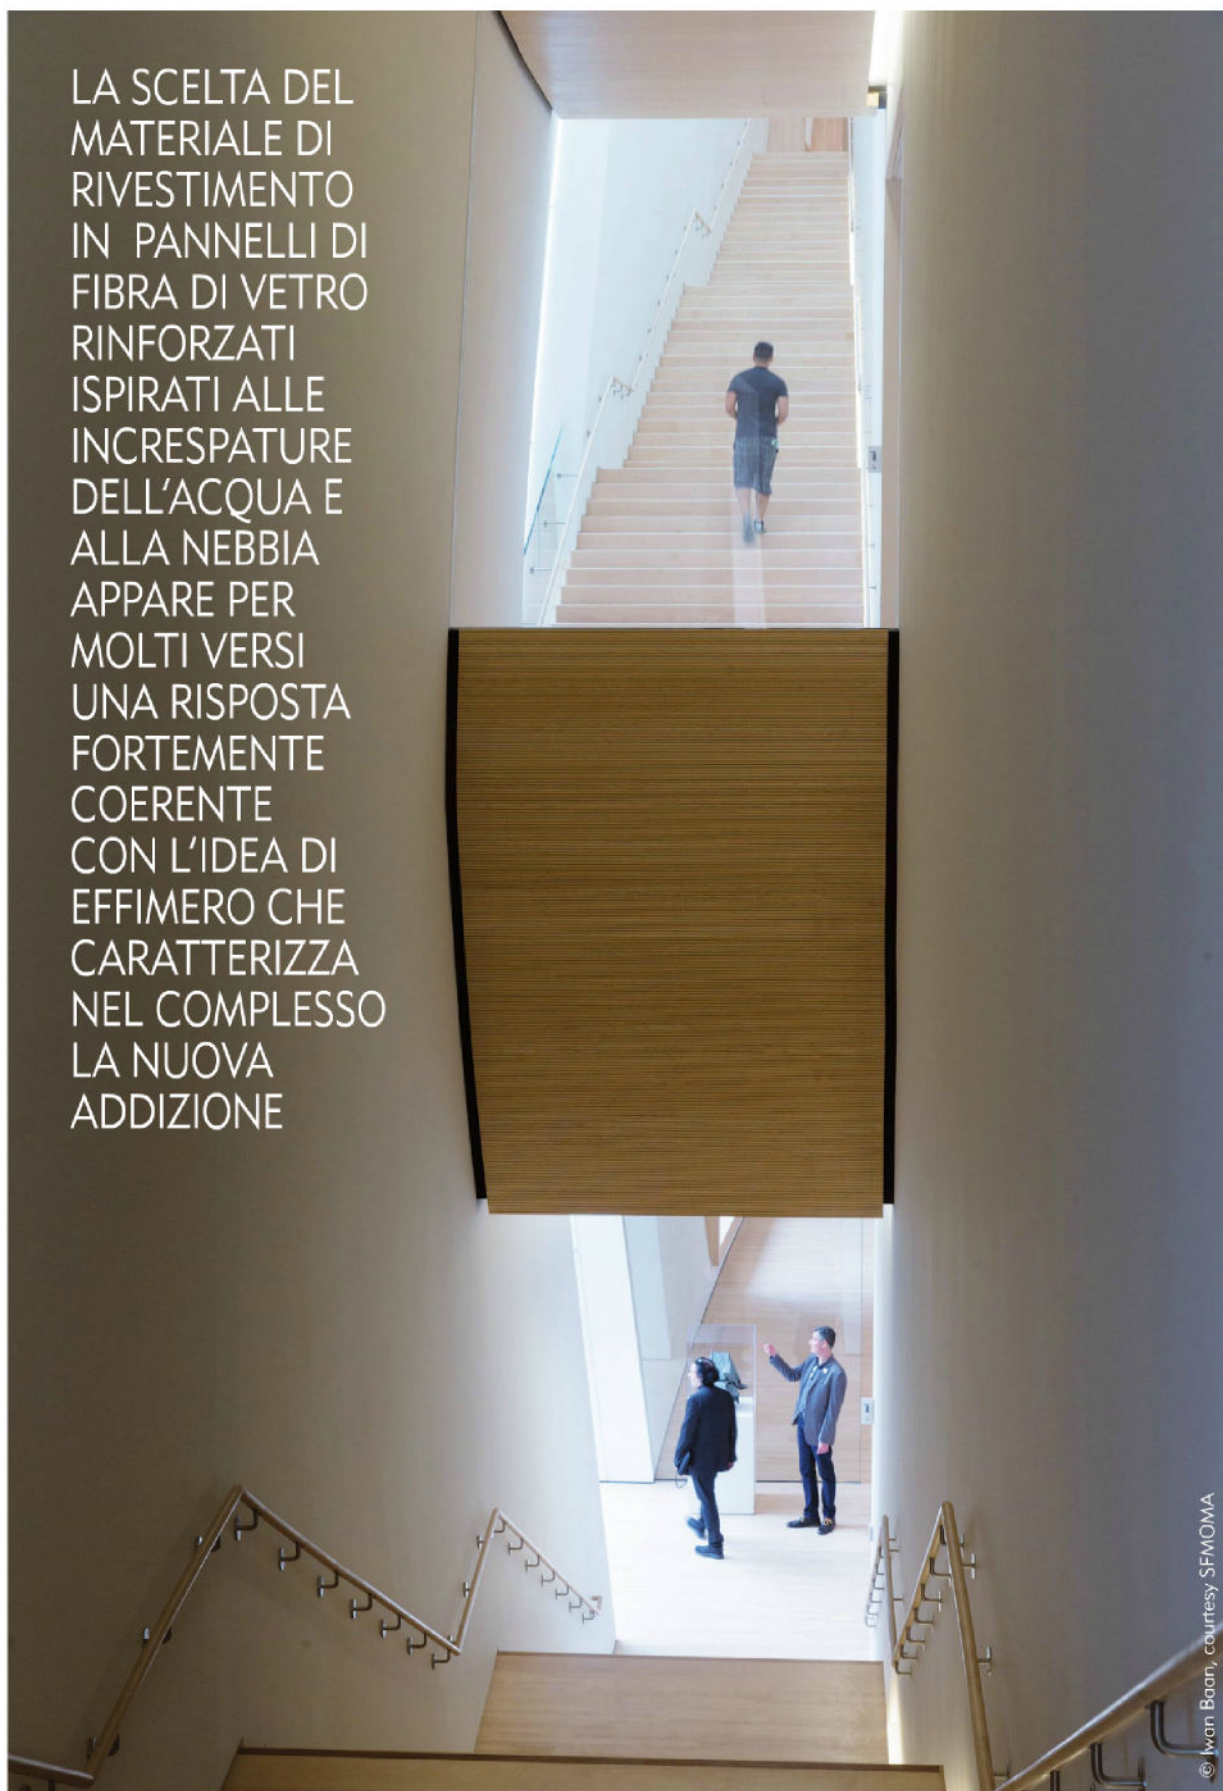 LA SCELTA DEL
MATERIALE DI
RIVESTIMENTO
IN PANNELLI DI
FIBRA DI VETRO
RINFORZATI
ISPIRATI ALLE
INCRESPATURE
DELL'ACQUA E
ALLA NEBBIA
APPARE PER
MOLTI VERSI
UNA RISPOSTA
FORTEMENTE
COERENTE
CON L'IDEA DI
EFFIMERO CHE
CARATTERIZZA
NEL COMPLESSO
LA NUOVA
ADDIZIONE
© Iwan Baan, courtesy SFMOMA